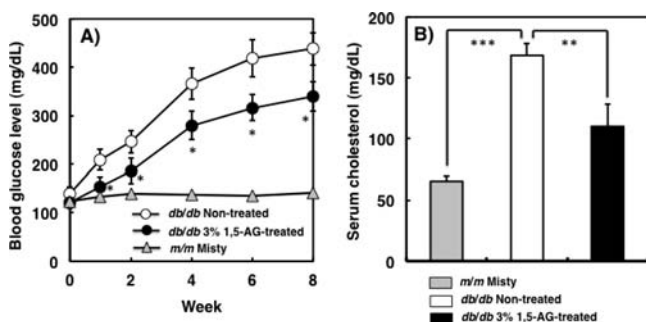 A)
Blood glucose level (mg/dL)
500
400
300
200
100
0
*
*
*
*
*
db/db Non-treated
db/db 3% 1,5-AG-treated
m/m Misty
0
2
4
6
8
Week
B)
Serum cholesterol (mg/dL)
200
150
100
50
0
***
**
m/m Misty
db/db Non-treated
db/db 3% 1,5-AG-treated